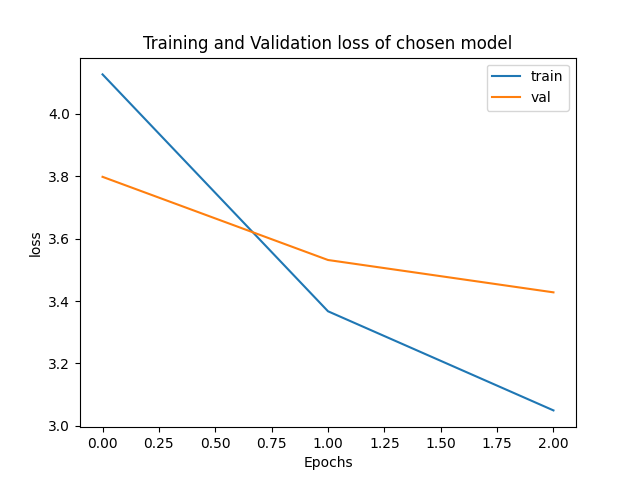 Training and Validation loss of chosen model
train
val
4.0
3.8
3.6
3.4
3.2
3.0
loss
0.00 0.25 0.50 0.75 1.00 1.25 1.50 1.75 2.00
Epochs